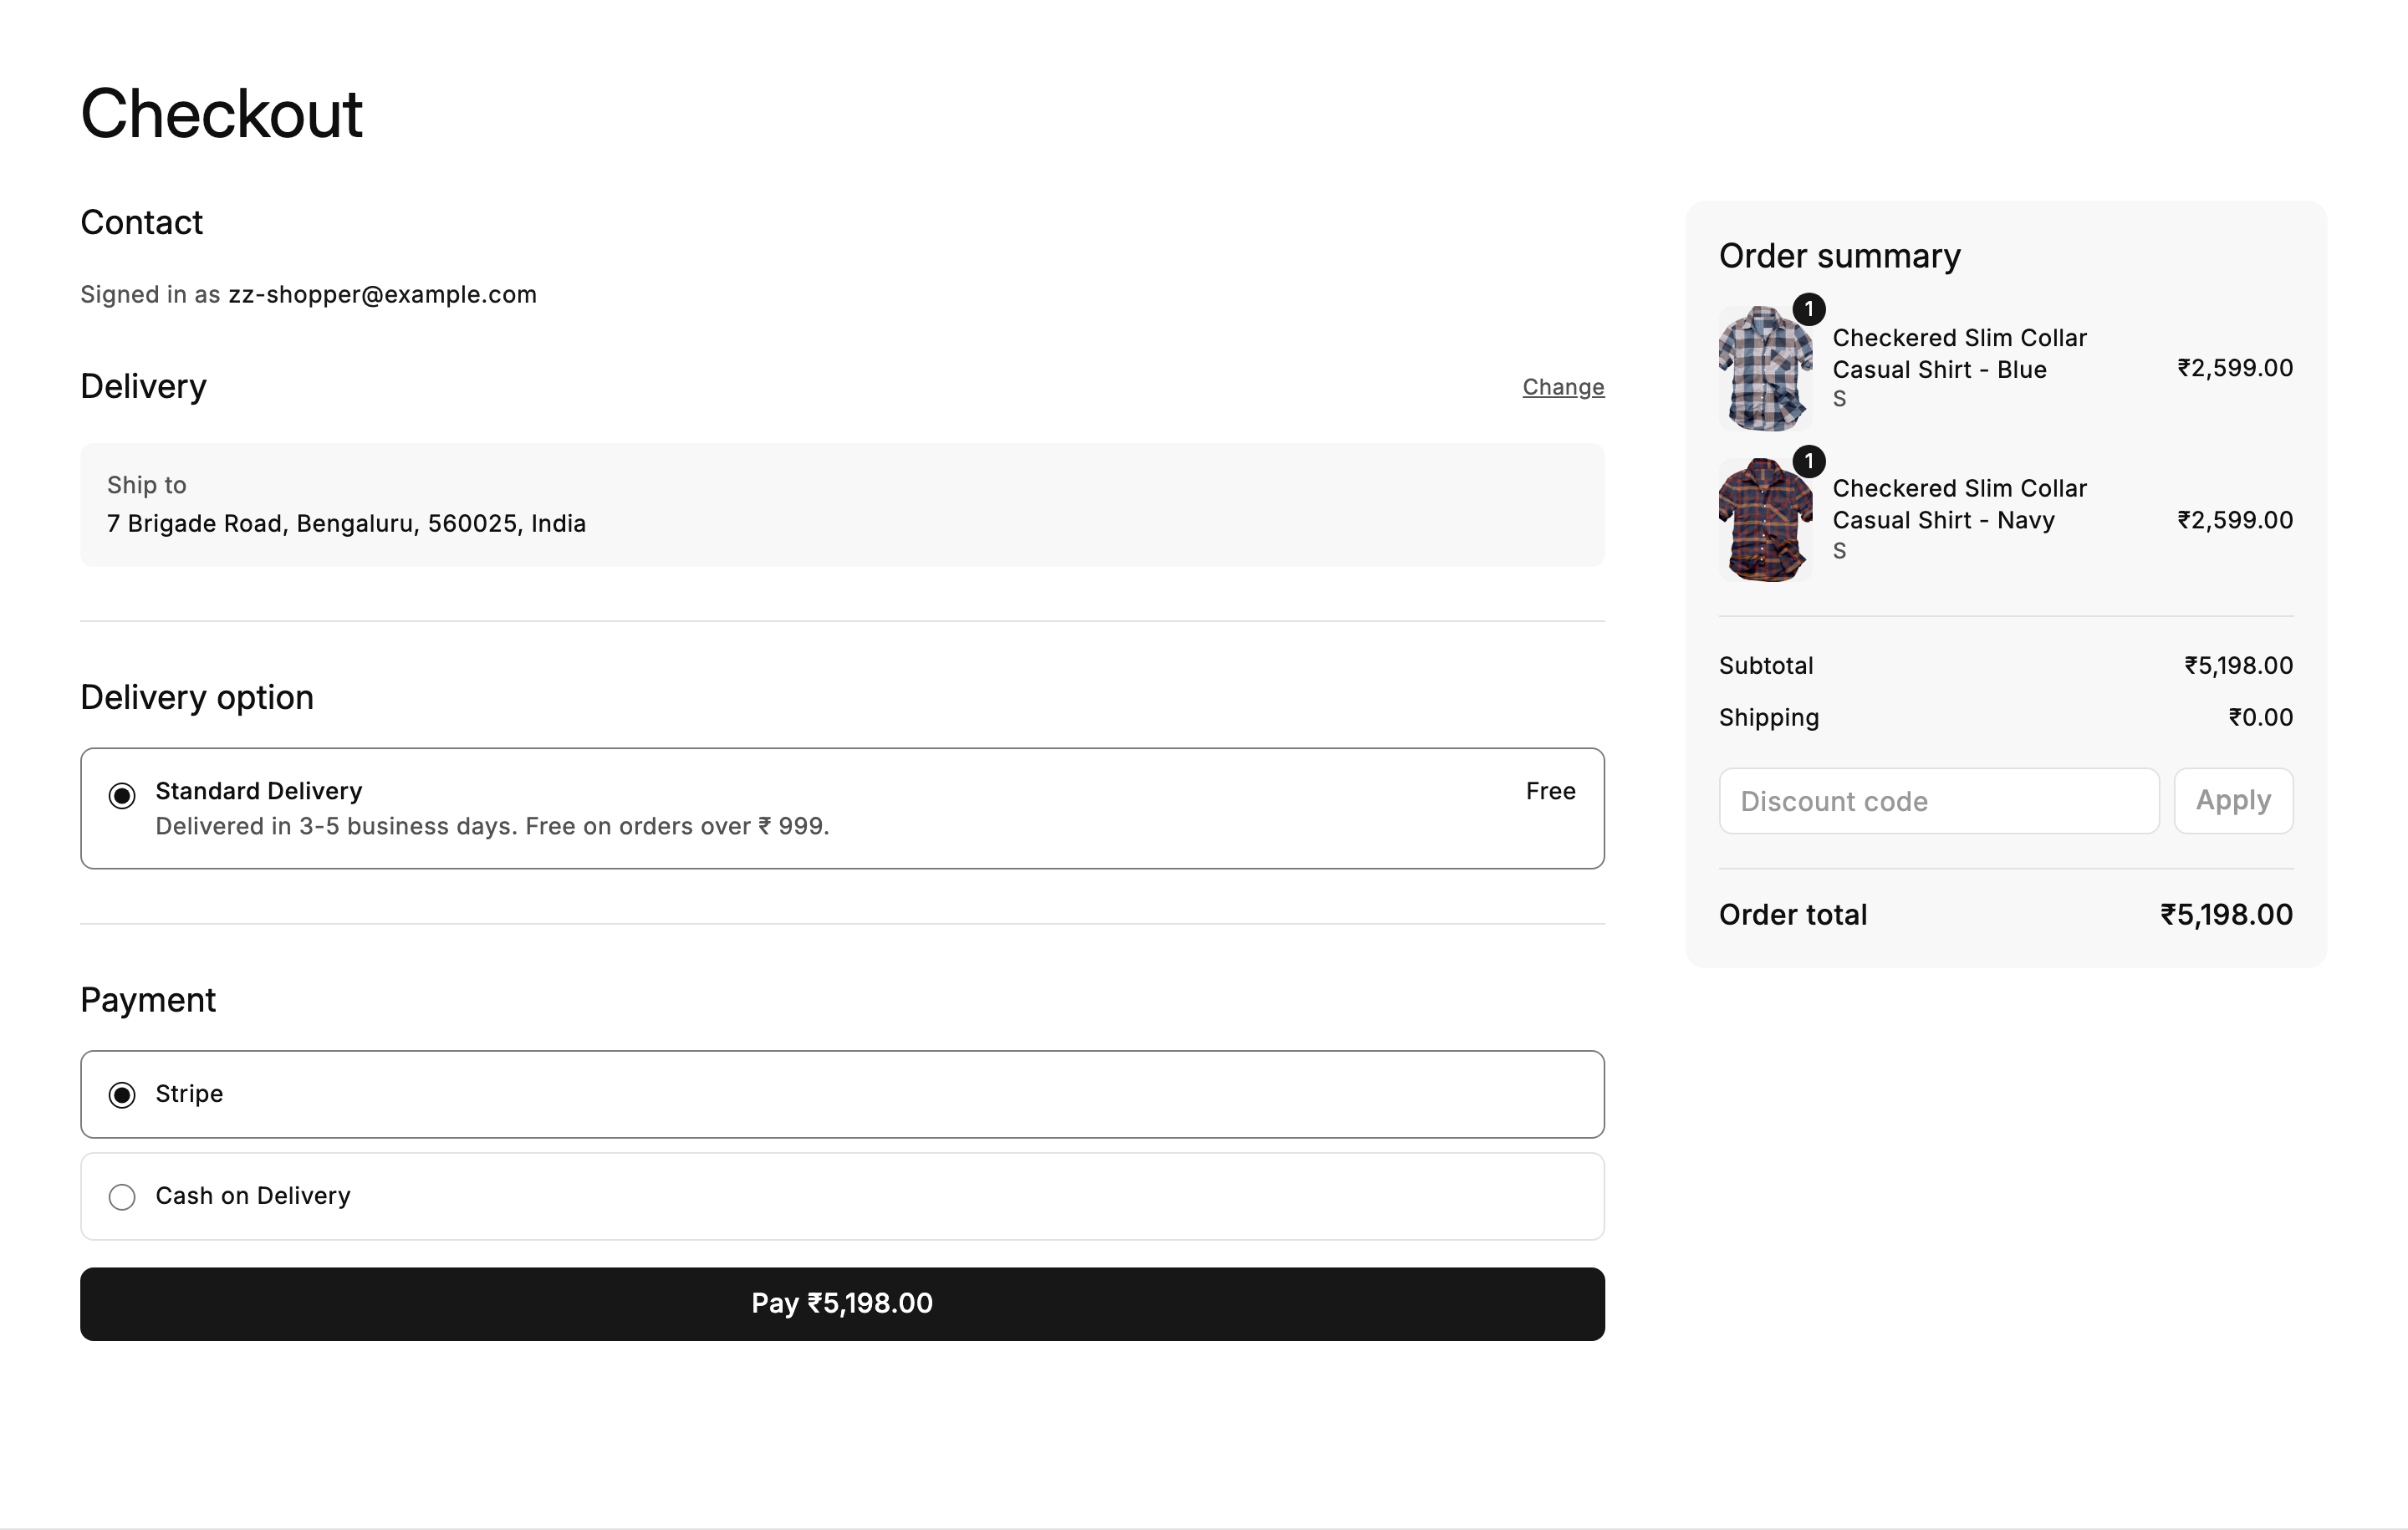 Checkout
Contact
Signed in as zz-shopper@example.com
Delivery
Change
Ship to
7 Brigade Road, Bengaluru, 560025, India
Delivery option
Standard Delivery
Free
Delivered in 3-5 business days. Free on orders over ₹ 999.
Payment
Stripe
Cash on Delivery
Pay ₹5,198.00
Order summary
1
Checkered Slim Collar
Casual Shirt - Blue
₹2,599.00
S
1
Checkered Slim Collar
Casual Shirt - Navy
₹2,599.00
S
Subtotal ₹5,198.00
Shipping ₹0.00
Discount code
Apply
Order total ₹5,198.00